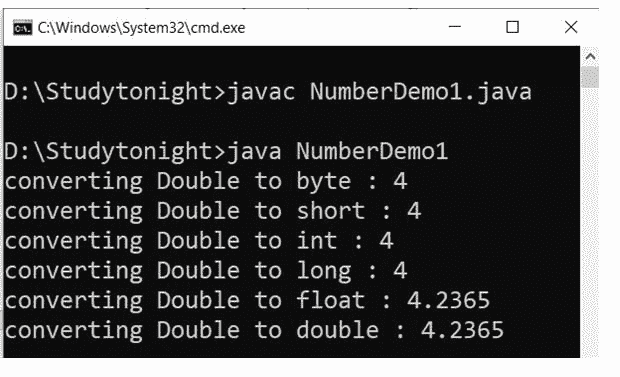 C:\Windows\System32\cmd.exe
D:\Studytonight>javac NumberDemo1.java
D:\Studytonight>java NumberDemo1
converting Double to byte : 4
converting Double to short : 4
converting Double to int : 4
converting Double to long : 4
converting Double to float : 4.2365
converting Double to double : 4.2365